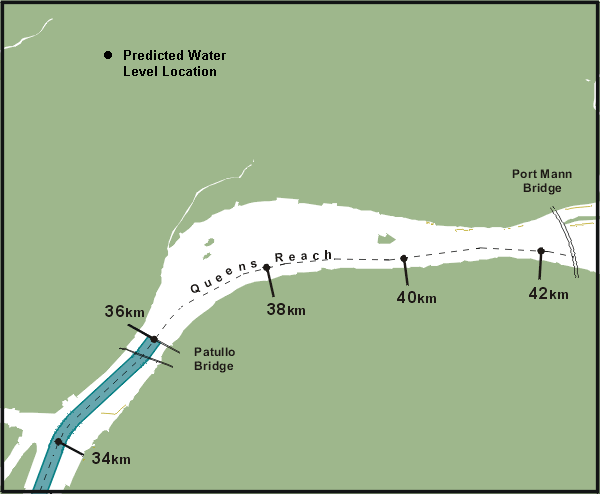 Predicted Water
Level Location
Port Mann
Bridge
Queens Reach
36km
38km
40km
42km
Patullo
Bridge
34km